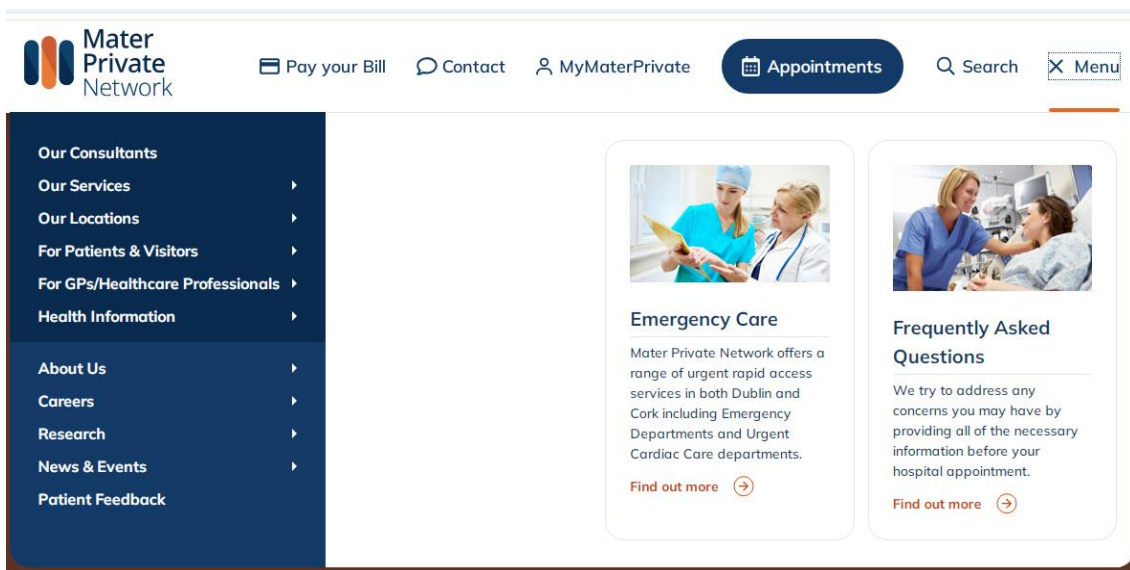 Mater
Private
Network
Pay your Bill
Contact
MyMaterPrivate
Appointments
Search
Menu
Our Consultants
Our Services
Our Locations
For Patients & Visitors
For GPs/Healthcare Professionals
Health Information
About Us
Careers
Research
News & Events
Patient Feedback
Emergency Care
Mater Private Network offers a
range of urgent rapid access
services in both Dublin and
Cork including Emergency
Departments and Urgent
Cardiac Care departments.
Find out more
Frequently Asked
Questions
We try to address any
concerns you may have by
providing all of the necessary
information before your
hospital appointment.
Find out more